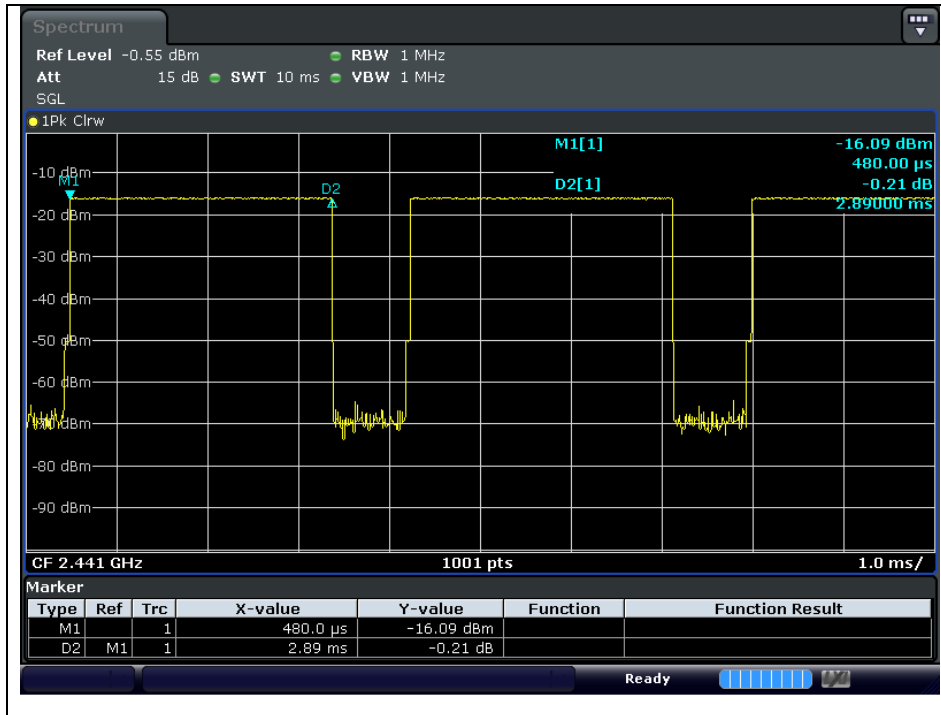 Spectrum
Ref Level -0.55 dBm RBW 1 MHz
Att 15 dB SWT 10 ms VBW 1 MHz
SGL
1Pk Clrw
M1[1] -16.09 dBm
480.00 µs
-10 dBm
M1
D2
D2[1] -0.21 dB
2.89000 ms
-20 dBm
-30 dBm
-40 dBm
-50 dBm
-60 dBm
-70 dBm
-80 dBm
-90 dBm
CF 2.441 GHz 1001 pts 1.0 ms/
Marker
Type Ref Trc X-value Y-value Function Function Result
M1 1 480.0 µs -16.09 dBm
D2 M1 1 2.89 ms -0.21 dB
Ready